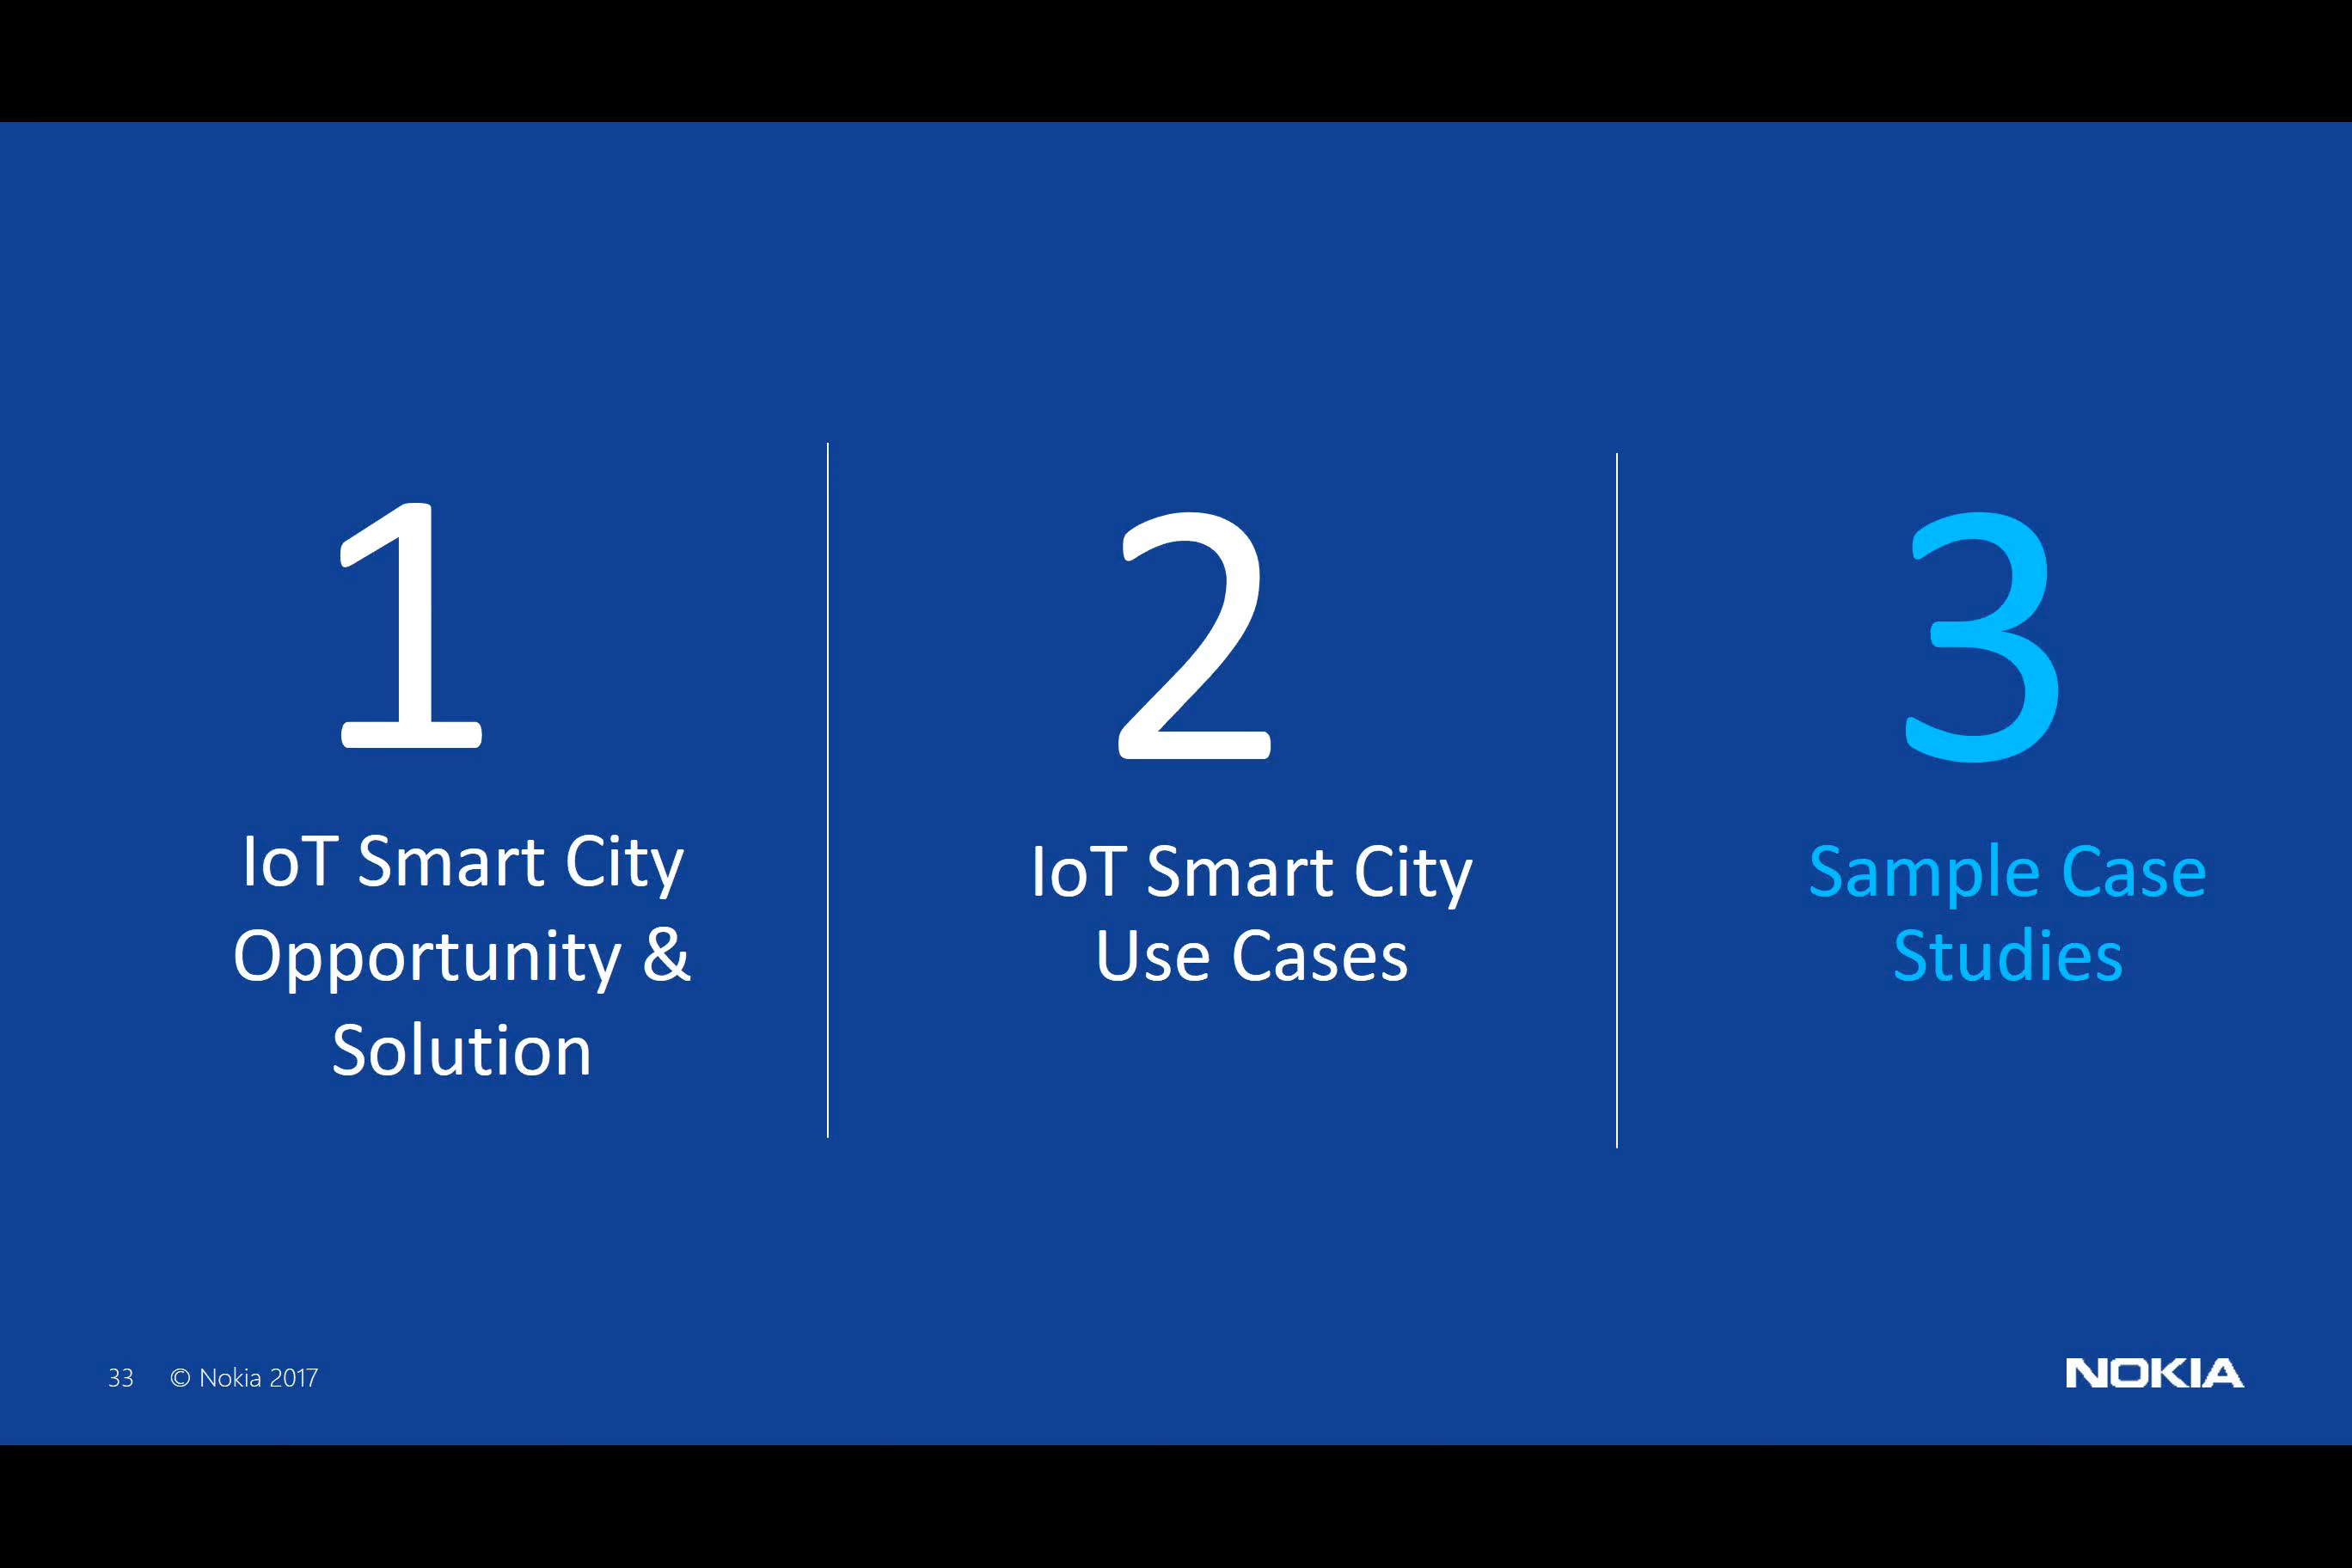 1
IoT Smart City
Opportunity &
Solution
2
IoT Smart City
Use Cases
3
Sample Case
Studies
33 © Nokia 2017
NOKIA